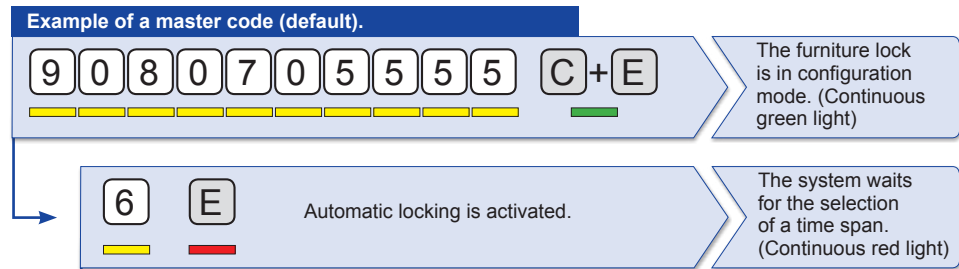 Example of a master code (default).
9 0 8 0 7 0 5 5 5 5 C + E
The furniture lock
is in configuration
mode. (Continuous
green light)
6 E
Automatic locking is activated.
The system waits
for the selection
of a time span.
(Continuous red light)